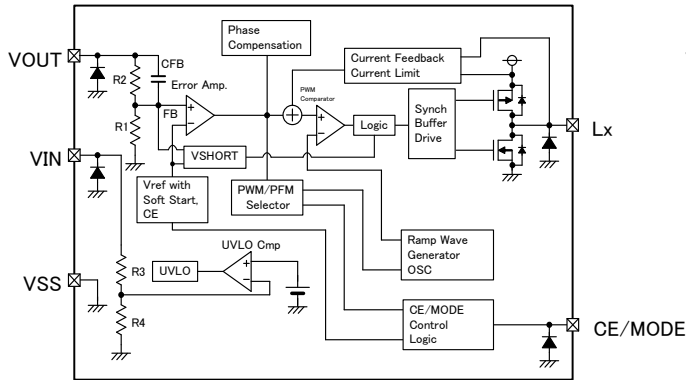 Phase
Compensation
VOUT
CFB
R2
Error Amp.
Current Feedback
Current Limit
PWM
Comparator
FB
R1
+
−
+
+
−
Logic
Synch
Buffer
Drive
Lx
VIN
VSHORT
Vref with
Soft Start,
CE
PWM/PFM
Selector
UVLO Cmp
Ramp Wave
Generator
OSC
R3
UVLO
+
−
VSS
R4
CE/MODE
Control
Logic
CE/MODE